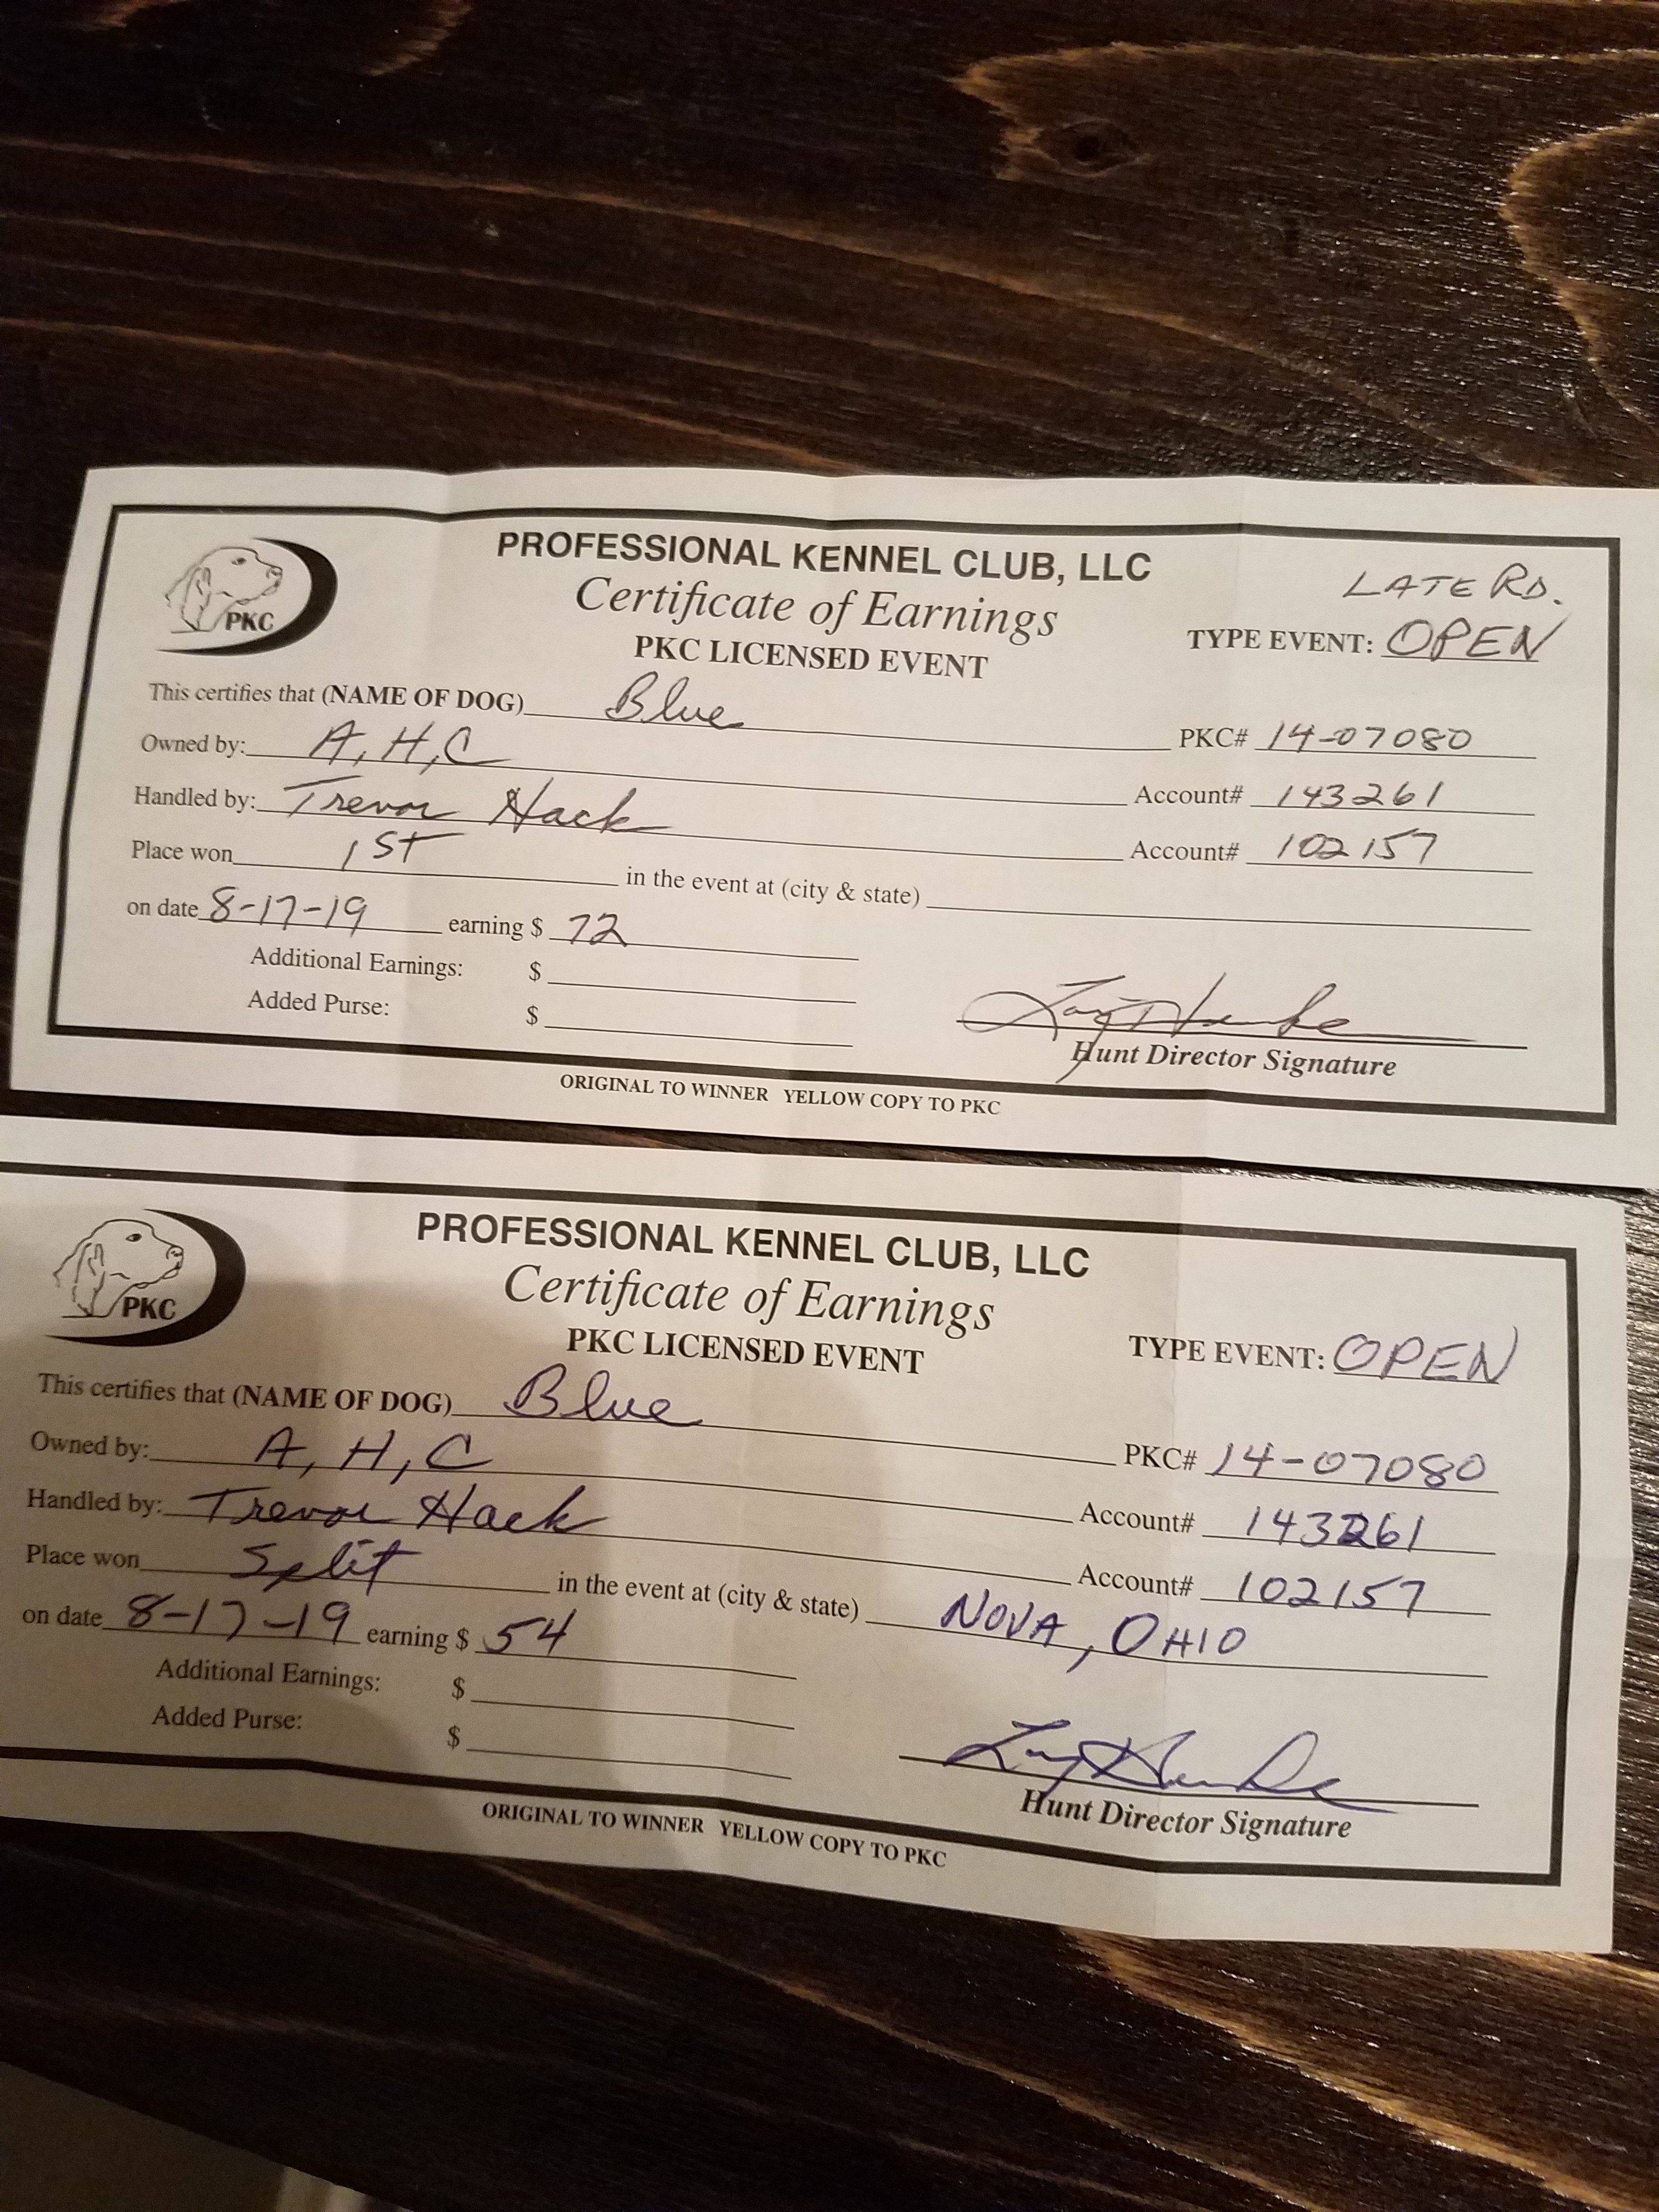 PROFESSIONAL KENNEL CLUB, LLC
Certificate of Earnings
PKC LICENSED EVENT
PKC
LATE RD.
TYPE EVENT: OPEN
This certifies that (NAME OF DOG) Blue PKC# 14-07080
Owned by: A, H, C Account# 143261
Handled by: Trevor Hack Account# 102157
Place won 1ST in the event at (city & state)
on date 8-17-19 earning $ 72
Additional Earnings: $
Added Purse: $
Hunt Director Signature
ORIGINAL TO WINNER YELLOW COPY TO PKC
PROFESSIONAL KENNEL CLUB, LLC
Certificate of Earnings
PKC LICENSED EVENT
PKC
TYPE EVENT: OPEN
This certifies that (NAME OF DOG) Blue PKC# 14-07080
Owned by: A, H, C Account# 143261
Handled by: Trevor Hack Account# 102157
Place won Split in the event at (city & state) NOVA, OHIO
on date 8-17-19 earning $ 54
Additional Earnings: $
Added Purse: $
Hunt Director Signature
ORIGINAL TO WINNER YELLOW COPY TO PKC